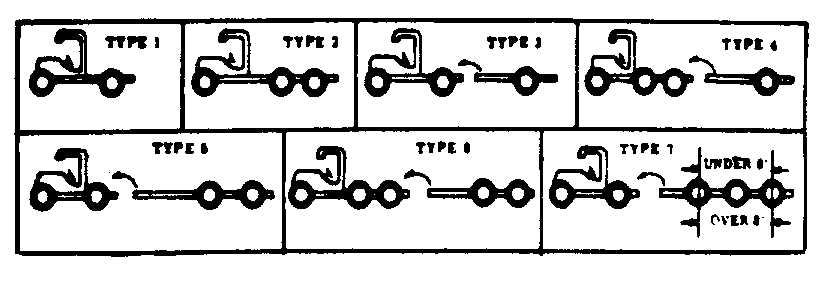 TYPE 1
TYPE 2
TYPE 3
TYPE 4
TYPE 5
TYPE 6
TYPE 7
UNDER 8'
OVER 8'